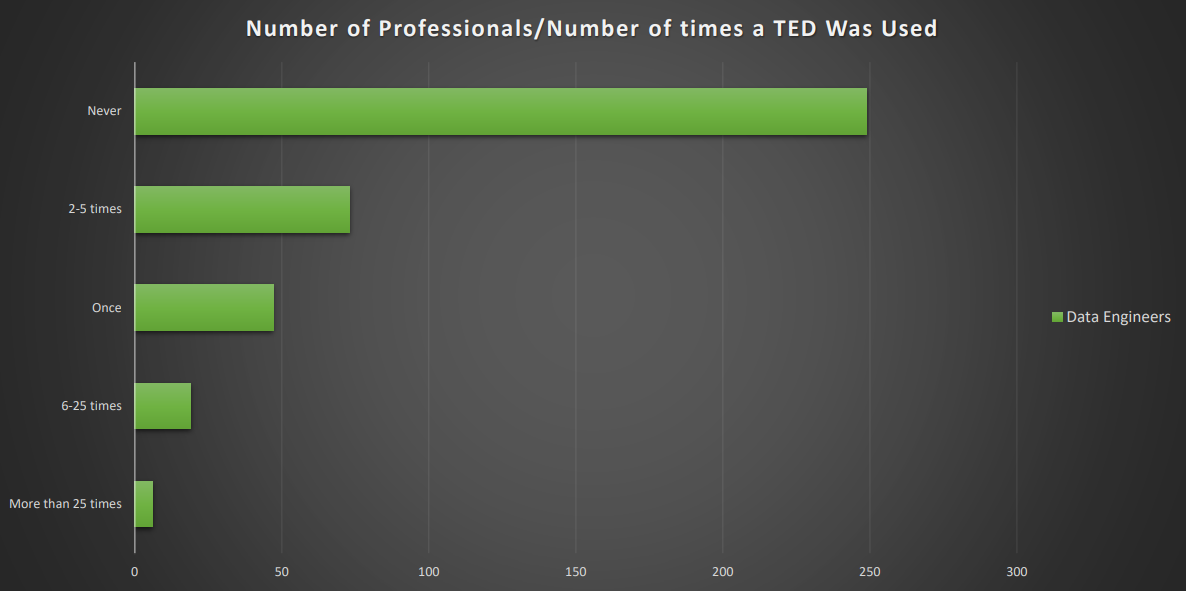 Number of Professionals/Number of times a TED Was Used
Never
2-5 times
Once
6-25 times
More than 25 times
0 50 100 150 200 250 300
Data Engineers